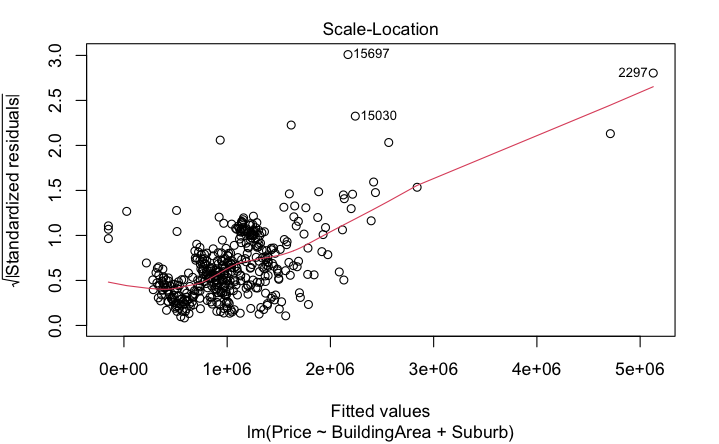 Scale-Location
√|Standardized residuals|
3.0
2.5
2.0
1.5
1.0
0.5
0.0
15697
2297
15030
0e+00 1e+06 2e+06 3e+06 4e+06 5e+06
Fitted values
lm(Price ~ BuildingArea + Suburb)